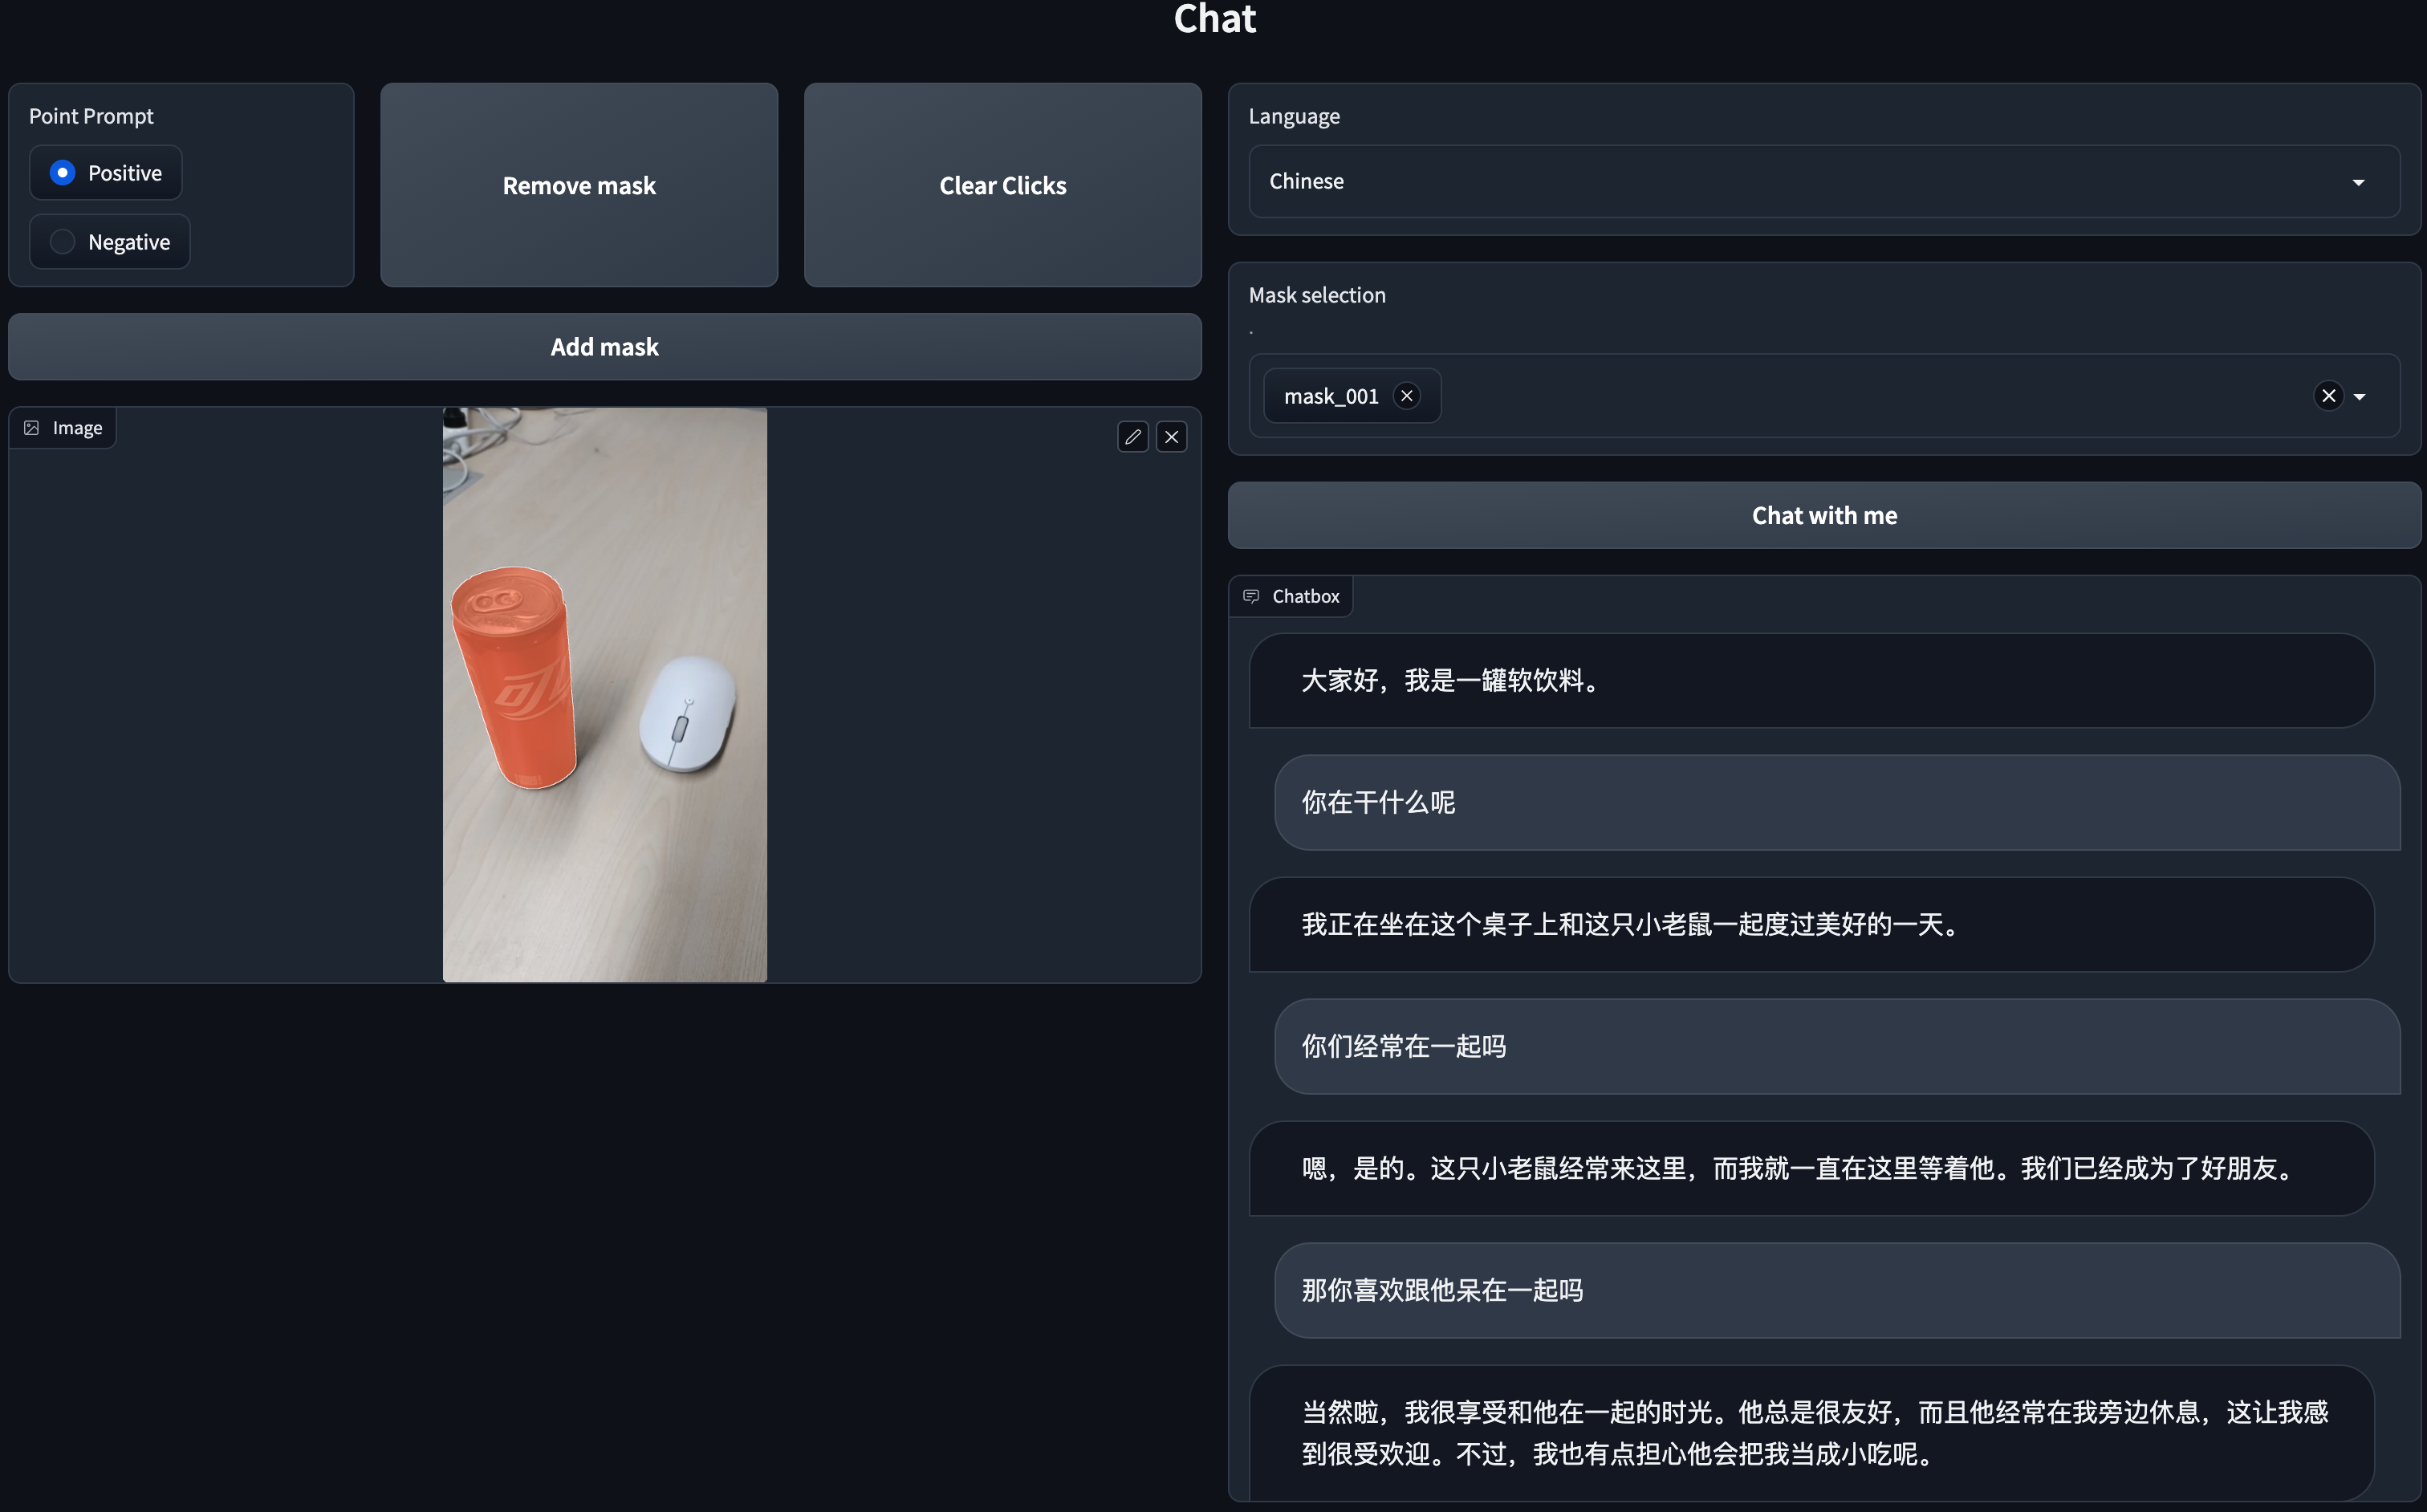 Chat
Point Prompt
Positive
Negative
Remove mask
Clear Clicks
Add mask
Image
Language
Chinese
Mask selection
.
mask_001
Chat with me
Chatbox
大家好，我是一罐软饮料。
你在干什么呢
我正在坐在这个桌子上和这只小老鼠一起度过美好的一天。
你们经常在一起吗
嗯，是的。这只小老鼠经常来这里，而我就一直在这里等着他。我们已经成为了好朋友。
那你喜欢跟他呆在一起吗
当然啦，我很享受和他在一起的时光。他总是很友好，而且他经常在我旁边休息，这让我感
到很受欢迎。不过，我也有点担心他会把我当成小吃呢。